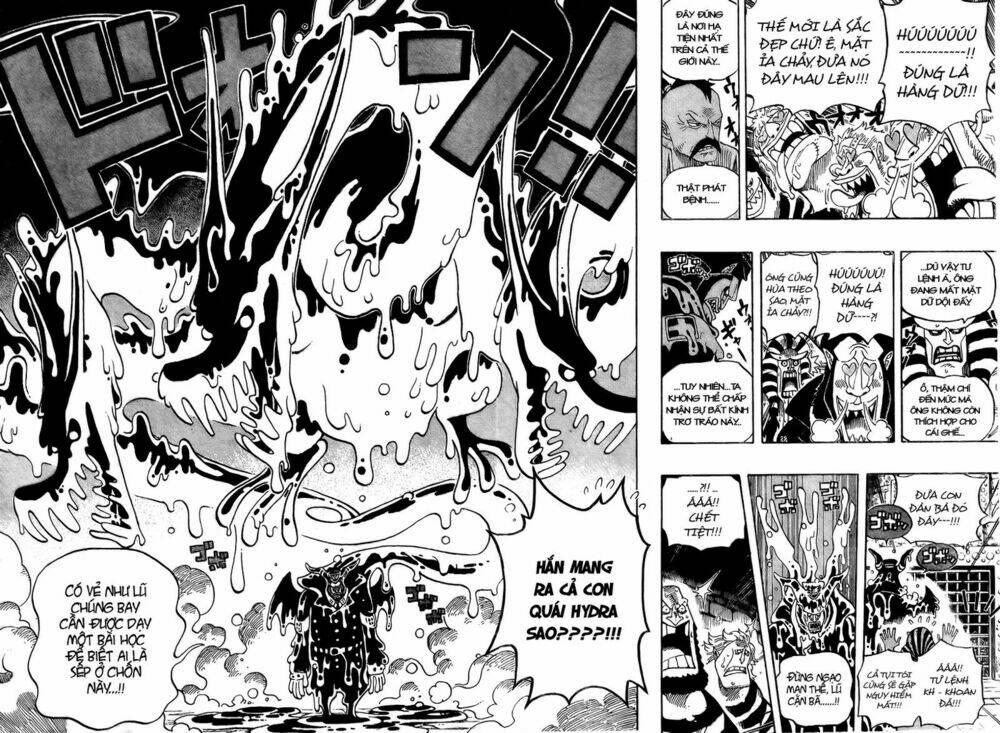 HÚÚÚÚÚÚÚ
------------!!
ĐÚNG LÀ
HÀNG DỮ!!!
THẾ MỚI LÀ SẮC
ĐẸP CHỨ! Ê, MẶT
ỈA CHẢY, ĐƯA NÓ
ĐÂY MAU LÊN!!!
ĐÂY ĐÚNG
LÀ NƠI HẠ
TIỆN NHẤT
TRÊN CẢ THẾ
GIỚI NÀY...
THẬT PHÁT
BỆNH......
...DÙ VẬY TƯ
LỆNH Ạ, ÔNG
ĐANG MẤT MẶT
DỮ DỘI ĐẤY
Ồ, THẬM CHÍ
ĐẾN MỨC MÀ
ÔNG KHÔNG CÒN
THÍCH HỢP CHO
CÁI GHẾ...
HÚÚÚÚÚÚ!
ĐÚNG LÀ
HÀNG
DỮ----?!
ÔNG CŨNG
HÙA THEO
SAO, MẶT
ỈA CHẢY?!!
...TUY NHIÊN...TA
KHÔNG THỂ CHẤP
NHẬN SỰ BẤT KÍNH
TRƠ TRÁO NÀY...
ĐƯA CON
ĐÀN BÀ ĐÓ
ĐÂY---!!!
ÁÁÁ!!
TƯ LỆNH,
KH - KHOAN
ĐÃ!!!
CẢ TỤI TÔI
CŨNG SẼ GẶP
NGUY HIỂM
MẤT!!!
ĐỪNG NGẠO
MẠN THẾ, LŨ
CẶN BÃ......!!
.....?!!
ÁÁÁ!
CHẾT
TIỆT!!!
ドオーン!!
HẮN MANG
RA CẢ CON
QUÁI HYDRA
SAO????!!!
CÓ VẺ NHƯ LŨ
CHÚNG BAY
CẦN ĐƯỢC DẠY
MỘT BÀI HỌC
ĐỂ BIẾT AI LÀ
SẾP Ở CHỐN
NÀY...!!